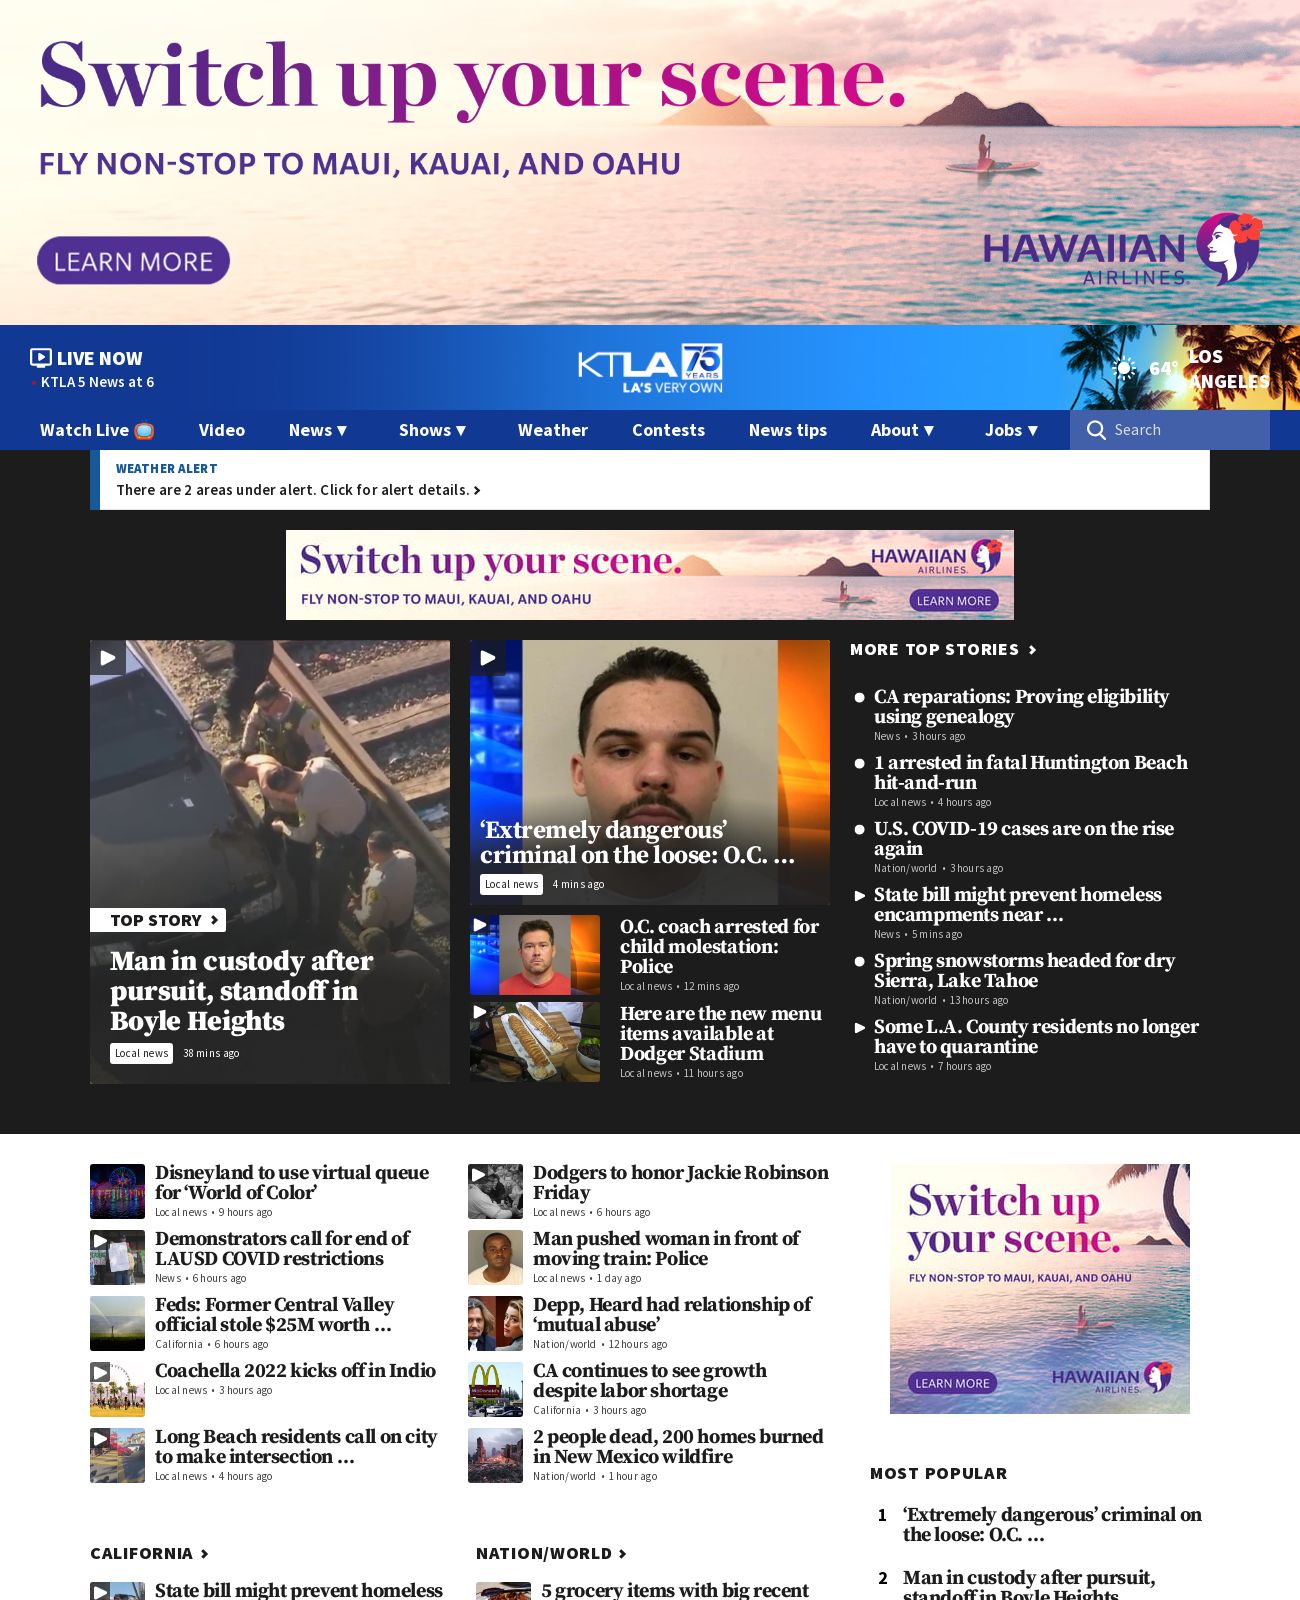 Switch up your scene.
FLY NON-STOP TO MAUI, KAUAI, AND OAHU
LEARN MORE
HAWAIIAN
AIRLINES.
LIVE NOW
KTLA 5 News at 6
KTLA 75
YEARS
LA'S VERY OWN
64°
LOS
ANGELES
Watch Live
Video
News ▼
Shows ▼
Weather
Contests
News tips
About ▼
Jobs ▼
Search
WEATHER ALERT
There are 2 areas under alert. Click for alert details.
Switch up your scene.
FLY NON-STOP TO MAUI, KAUAI, AND OAHU
HAWAIIAN
AIRLINES.
LEARN MORE
TOP STORY
Man in custody after
pursuit, standoff in
Boyle Heights
Local news 38 mins ago
‘Extremely dangerous’
criminal on the loose: O.C. …
Local news 4 mins ago
O.C. coach arrested for
child molestation:
Police
Local news • 12 mins ago
Here are the new menu
items available at
Dodger Stadium
Local news • 11 hours ago
MORE TOP STORIES
CA reparations: Proving eligibility
using genealogy
News • 3 hours ago
1 arrested in fatal Huntington Beach
hit-and-run
Local news • 4 hours ago
U.S. COVID-19 cases are on the rise
again
Nation/world • 3 hours ago
State bill might prevent homeless
encampments near …
News • 5 mins ago
Spring snowstorms headed for dry
Sierra, Lake Tahoe
Nation/world • 13 hours ago
Some L.A. County residents no longer
have to quarantine
Local news • 7 hours ago
Disneyland to use virtual queue
for ‘World of Color’
Local news • 9 hours ago
Demonstrators call for end of
LAUSD COVID restrictions
News • 6 hours ago
Feds: Former Central Valley
official stole $25M worth …
California • 6 hours ago
Coachella 2022 kicks off in Indio
Local news • 3 hours ago
Long Beach residents call on city
to make intersection …
Local news • 4 hours ago
Dodgers to honor Jackie Robinson
Friday
Local news • 6 hours ago
Man pushed woman in front of
moving train: Police
Local news • 1 day ago
Depp, Heard had relationship of
‘mutual abuse’
Nation/world • 12 hours ago
CA continues to see growth
despite labor shortage
California • 3 hours ago
2 people dead, 200 homes burned
in New Mexico wildfire
Nation/world • 1 hour ago
Switch up
your scene.
FLY NON-STOP TO MAUI, KAUAI, AND OAHU
LEARN MORE
HAWAIIAN
AIRLINES.
MOST POPULAR
1 ‘Extremely dangerous’ criminal on
the loose: O.C. …
2 Man in custody after pursuit,
standoff in Boyle Heights
CALIFORNIA
State bill might prevent homeless
NATION/WORLD
5 grocery items with big recent